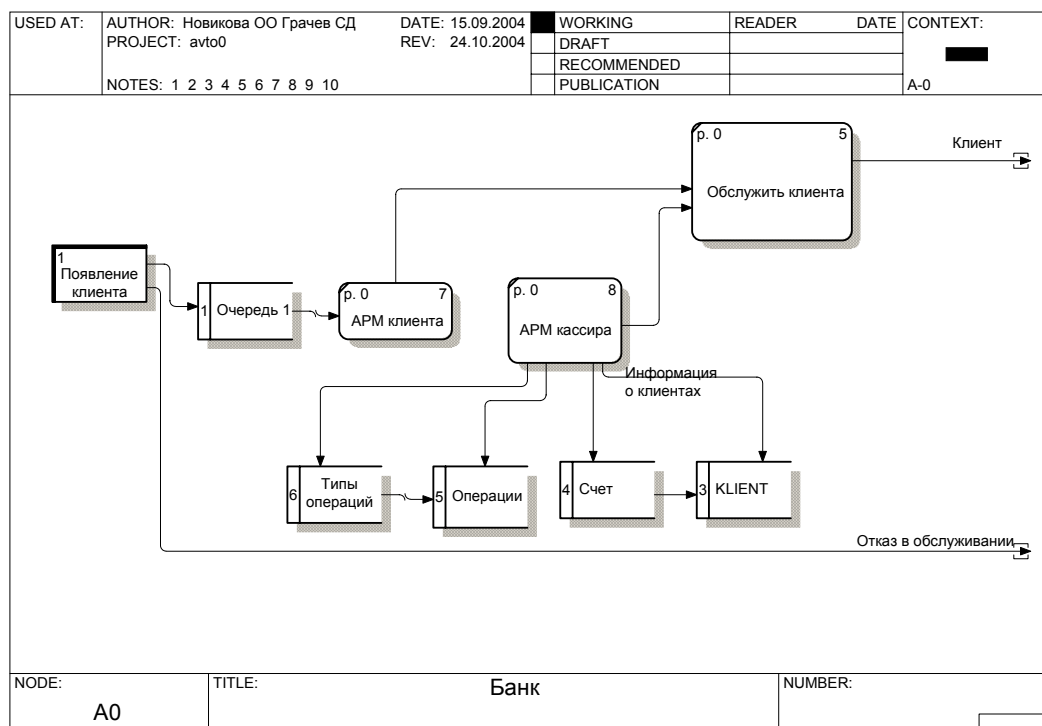 USED AT:
AUTHOR: Новикова ОО Грачев СД
DATE: 15.09.2004
PROJECT: avto0
REV: 24.10.2004
NOTES: 1 2 3 4 5 6 7 8 9 10
WORKING
DRAFT
RECOMMENDED
PUBLICATION
READER DATE
CONTEXT:
A-0
р. 0 5
Обслужить клиента
Клиент
1
Появление
клиента
1 Очередь 1
р. 0 7
АРМ клиента
р. 0 8
АРМ кассира
Информация
о клиентах
6 Типы
операций
5 Операции
4 Счет
3 KLIENT
Отказ в обслуживании
NODE:
A0
TITLE:
Банк
NUMBER: